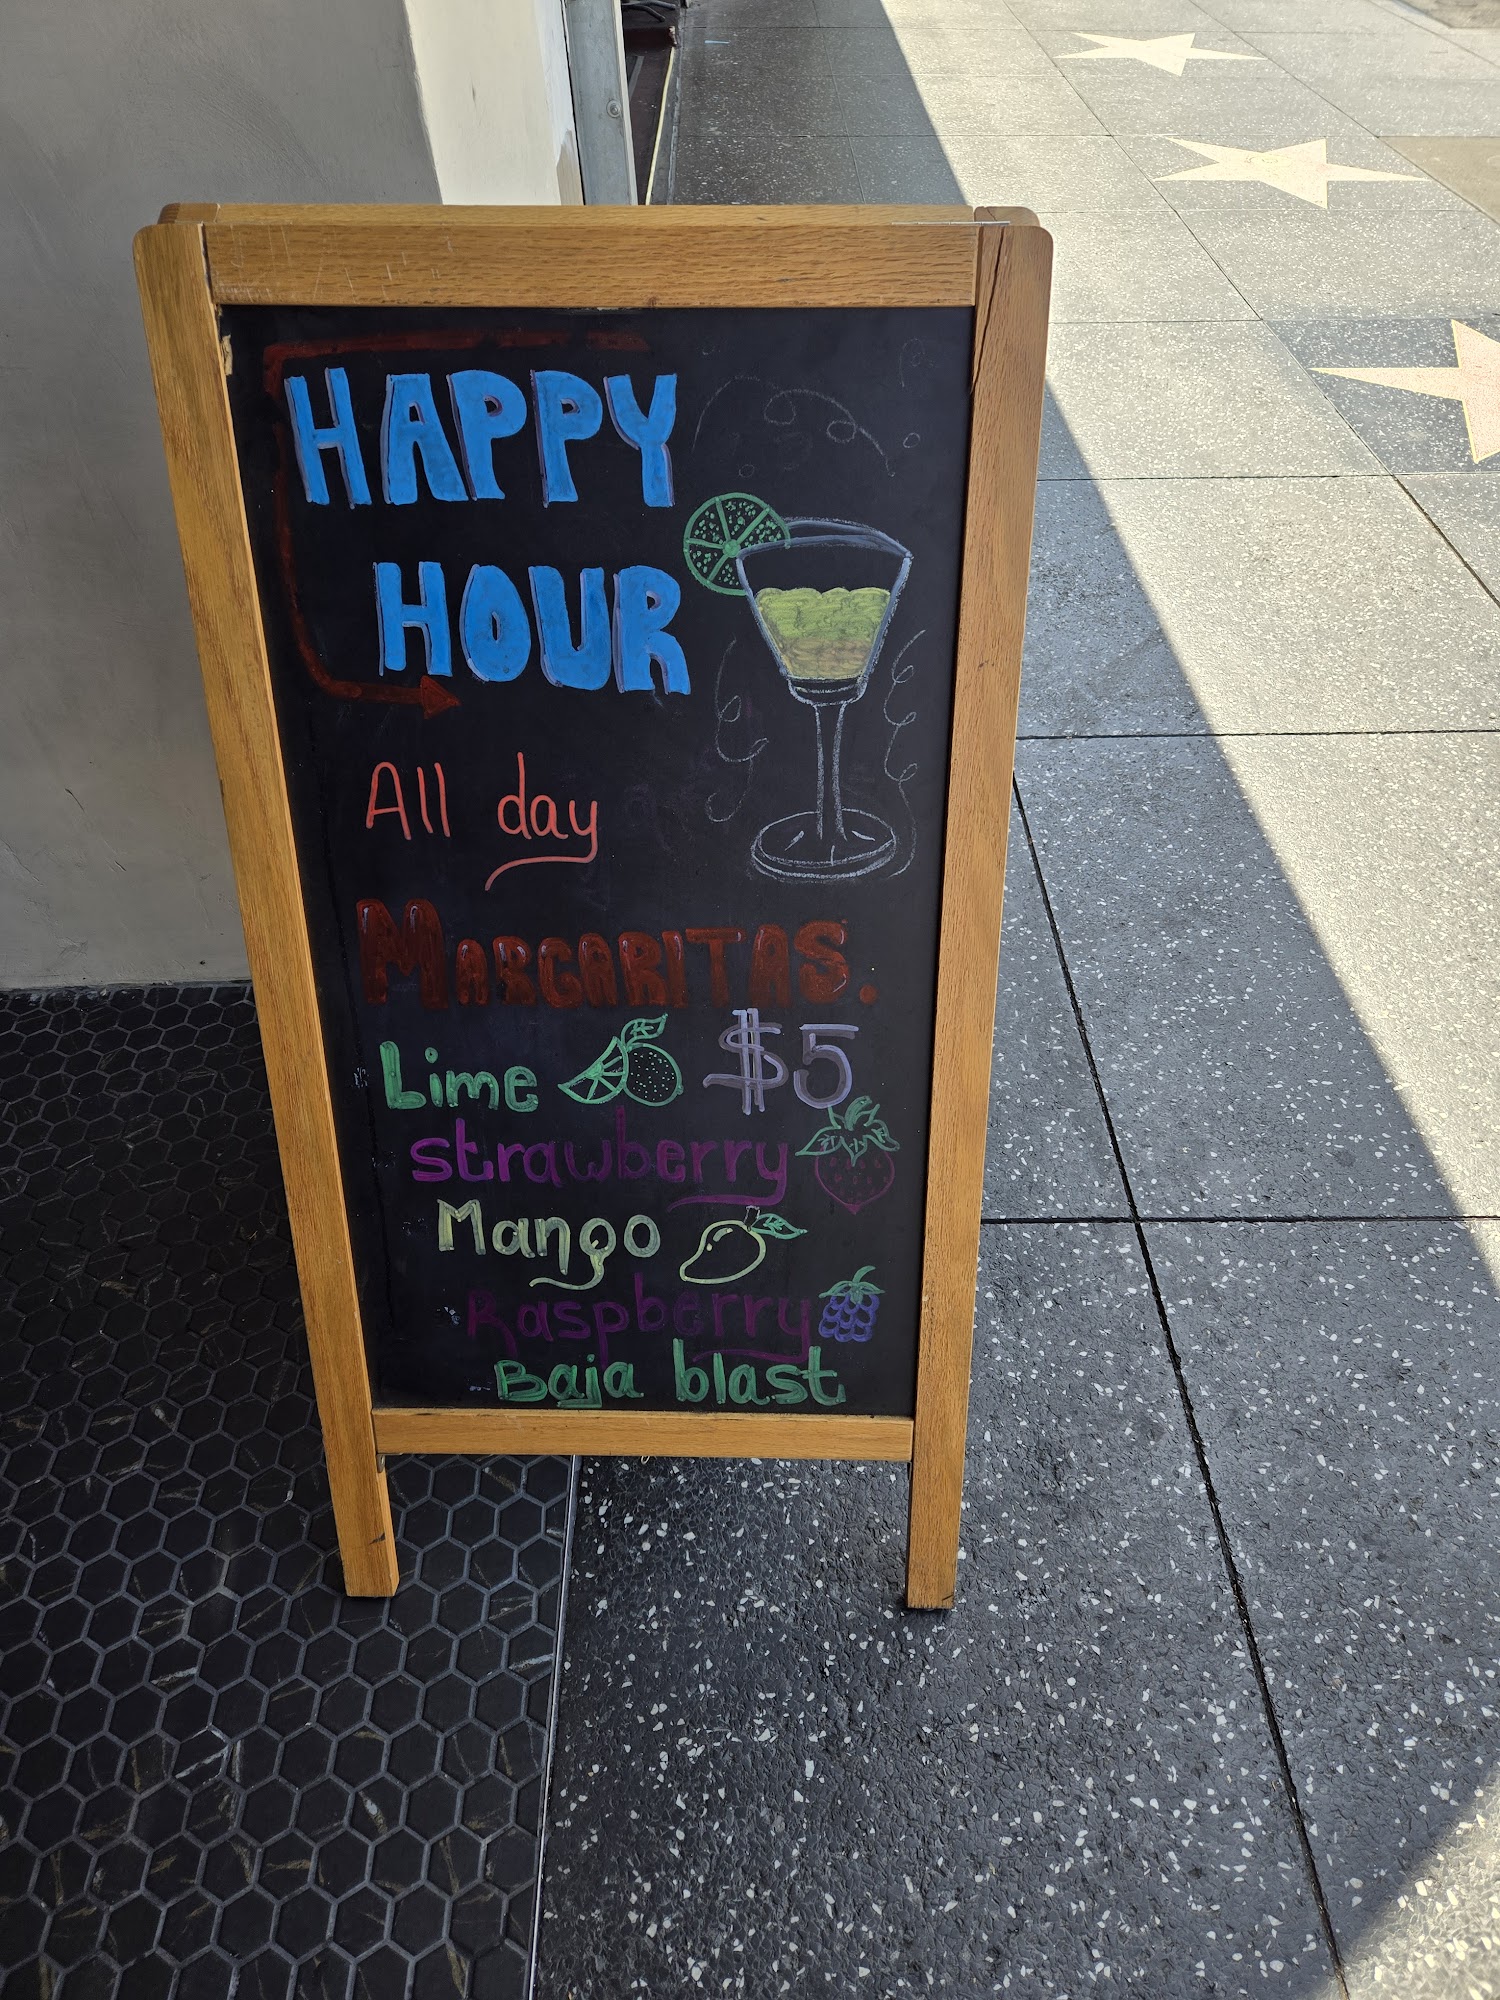 HAPPY
HOUR
All day
MARGARITAS.
Lime $5
strawberry
Mango
Raspberry
Baja blast